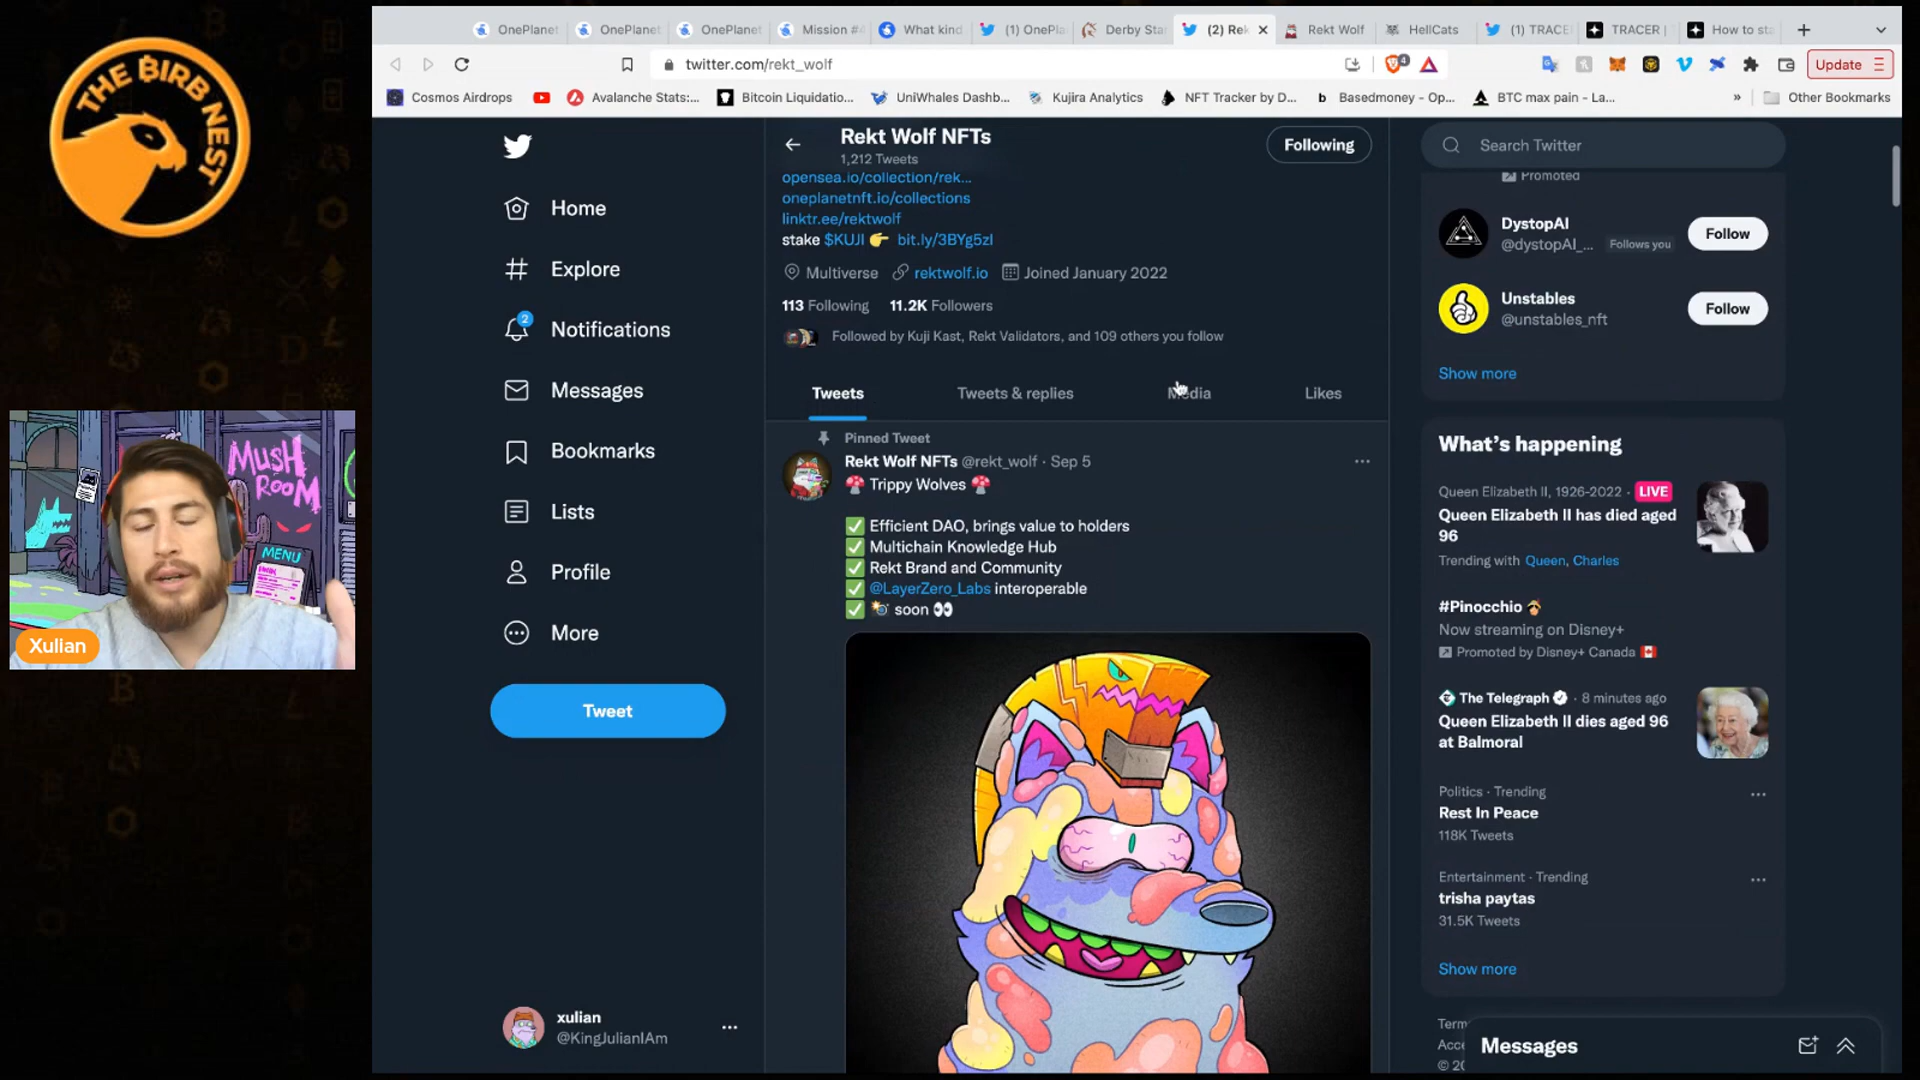 THE BIRB NEST
MUSH
ROOM
MENU
Xulian
OnePlanet
OnePlanet
OnePlanet
Mission #
What kind
(1) OnePla
Derby Sta
(2) Rek
Rekt Wolf
HellCats
(1) TRACE
TRACER |
How to sta
twitter.com/rekt_wolf
4
Update
Cosmos Airdrops
Avalanche Stats:...
Bitcoin Liquidatio...
UniWhales Dashb...
Kujira Analytics
NFT Tracker by D...
b Basedmoney - Op...
BTC max pain - La...
»
Other Bookmarks
Home
Explore
2
Notifications
Messages
Bookmarks
Lists
Profile
More
Tweet
xulian
@KingJulianIAm
Rekt Wolf NFTs
1,212 Tweets
Following
opensea.io/collection/rek...
oneplanetnft.io/collections
linktr.ee/rektwolf
stake $KUJI 👉 bit.ly/3BYg5zI
Multiverse rektwolf.io Joined January 2022
113 Following 11.2K Followers
Followed by Kuji Kast, Rekt Validators, and 109 others you follow
Tweets
Tweets & replies
Media
Likes
Pinned Tweet
Rekt Wolf NFTs @rekt_wolf · Sep 5
🍄 Trippy Wolves 🍄
✅ Efficient DAO, brings value to holders
✅ Multichain Knowledge Hub
✅ Rekt Brand and Community
✅ @LayerZero_Labs interoperable
✅ 💣 soon 👀
Search Twitter
Promoted
DystopAI
@dystopAI_... Follows you
Follow
Unstables
@unstables_nft
Follow
Show more
What's happening
Queen Elizabeth II, 1926-2022 · LIVE
Queen Elizabeth II has died aged
96
Trending with Queen, Charles
#Pinocchio
Now streaming on Disney+
Promoted by Disney+ Canada 🇨🇦
The Telegraph · 8 minutes ago
Queen Elizabeth II dies aged 96
at Balmoral
Politics · Trending
Rest In Peace
118K Tweets
Entertainment · Trending
trisha paytas
31.5K Tweets
Show more
Messages